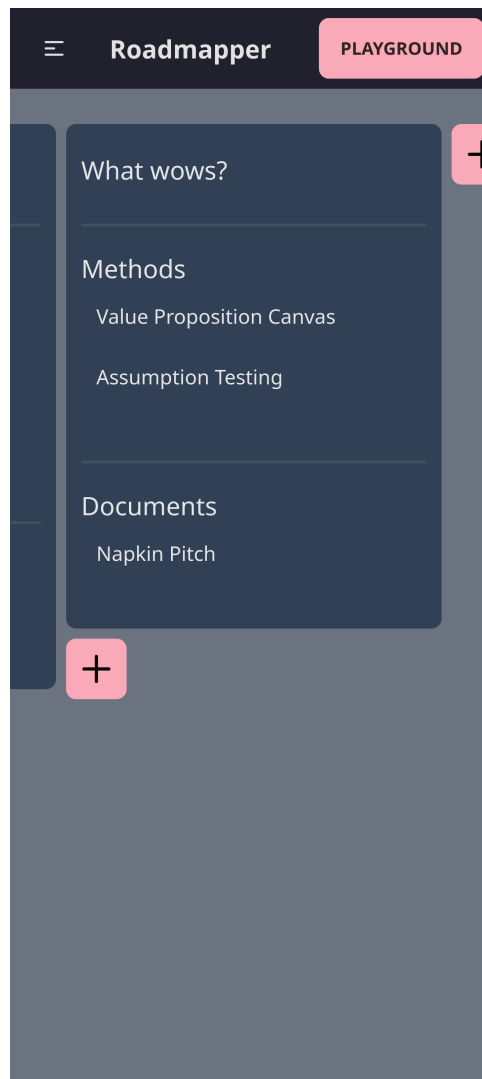 Roadmapper
PLAYGROUND
What wows?
Methods
Value Proposition Canvas
Assumption Testing
Documents
Napkin Pitch